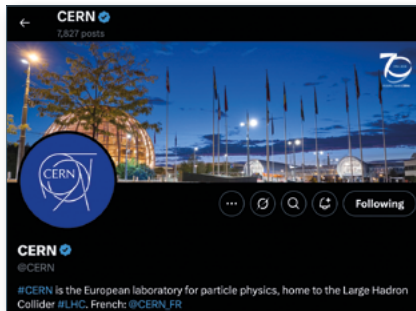 CERN
7,827 posts
70
CERN
Following
CERN
@CERN
#CERN is the European laboratory for particle physics, home to the Large Hadron
Collider #LHC. French: @CERN_FR